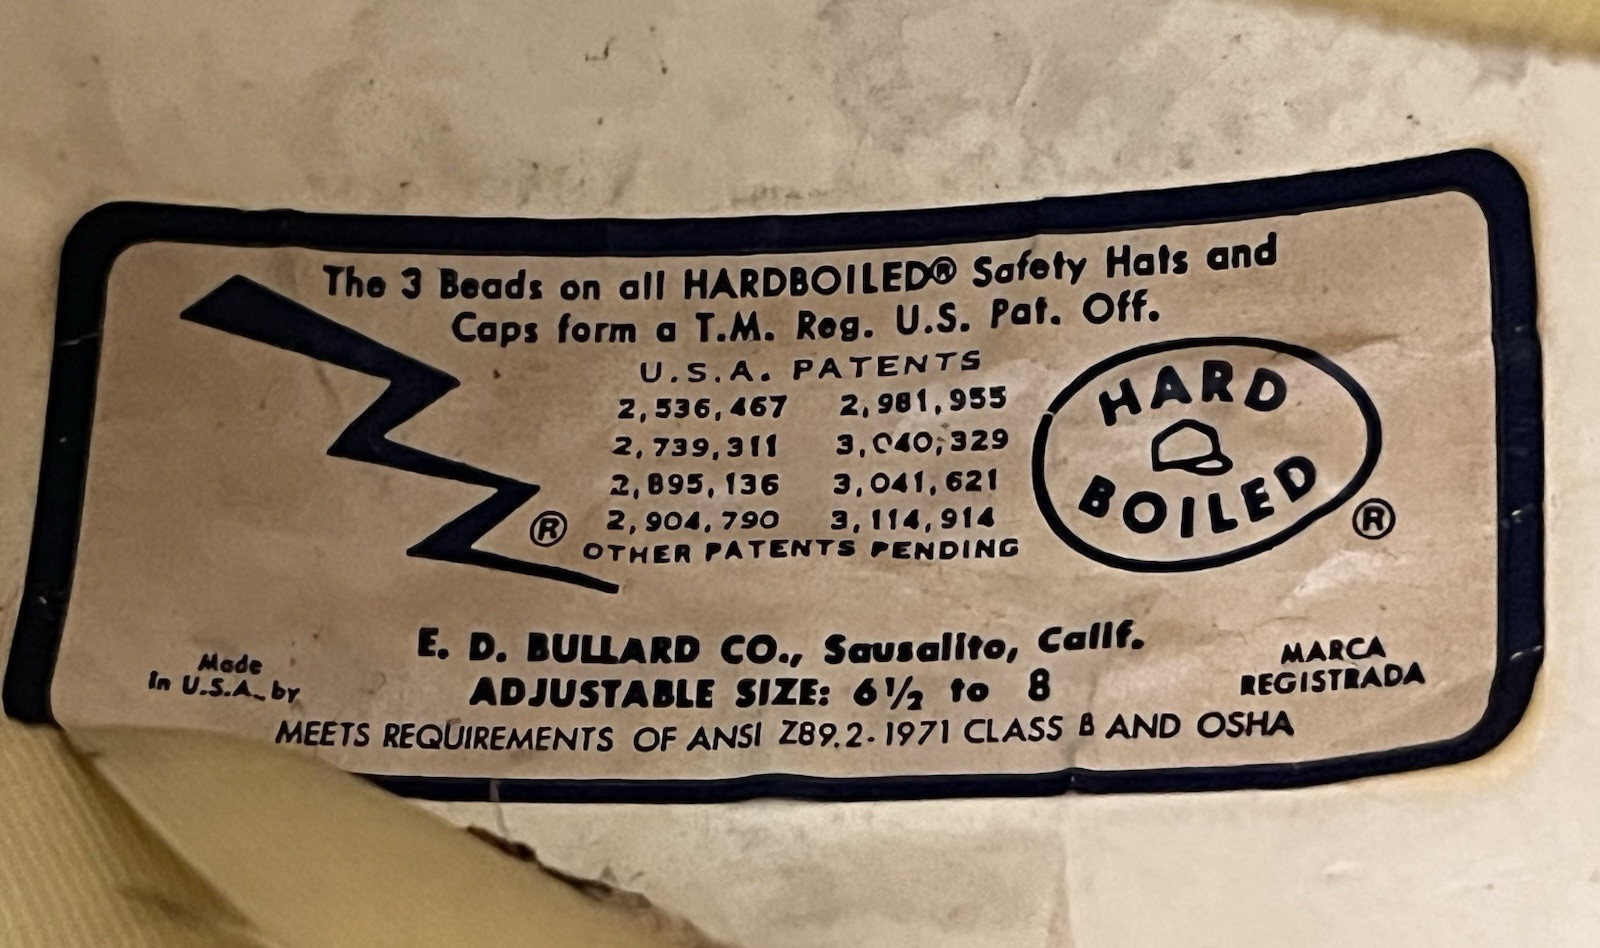 The 3 Beads on all HARDBOILED® Safety Hats and
Caps form a T.M. Reg. U.S. Pat. Off.
U.S.A. PATENTS
2,536,467 2,981,955
2,739,311 3,040,329
2,895,136 3,041,621
2,904,790 3,114,914
OTHER PATENTS PENDING
®
HARD
BOILED
®
E. D. BULLARD CO., Sausalito, Calif.
Made
in U.S.A. by
ADJUSTABLE SIZE: 6½ to 8
MARCA
REGISTRADA
MEETS REQUIREMENTS OF ANSI Z89.2-1971 CLASS B AND OSHA